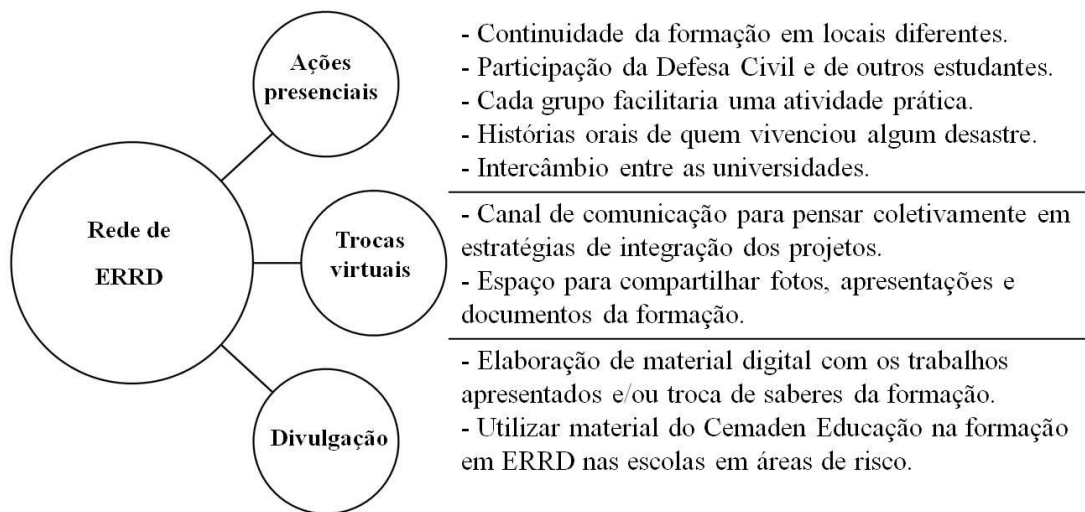 Rede de
ERRD
Ações
presenciais
- Continuidade da formação em locais diferentes.
- Participação da Defesa Civil e de outros estudantes.
- Cada grupo facilitaria uma atividade prática.
- Histórias orais de quem vivenciou algum desastre.
- Intercâmbio entre as universidades.
Trocas
virtuais
- Canal de comunicação para pensar coletivamente em
estratégias de integração dos projetos.
- Espaço para compartilhar fotos, apresentações e
documentos da formação.
Divulgação
- Elaboração de material digital com os trabalhos
apresentados e/ou troca de saberes da formação.
- Utilizar material do Cemaden Educação na formação
em ERRD nas escolas em áreas de risco.